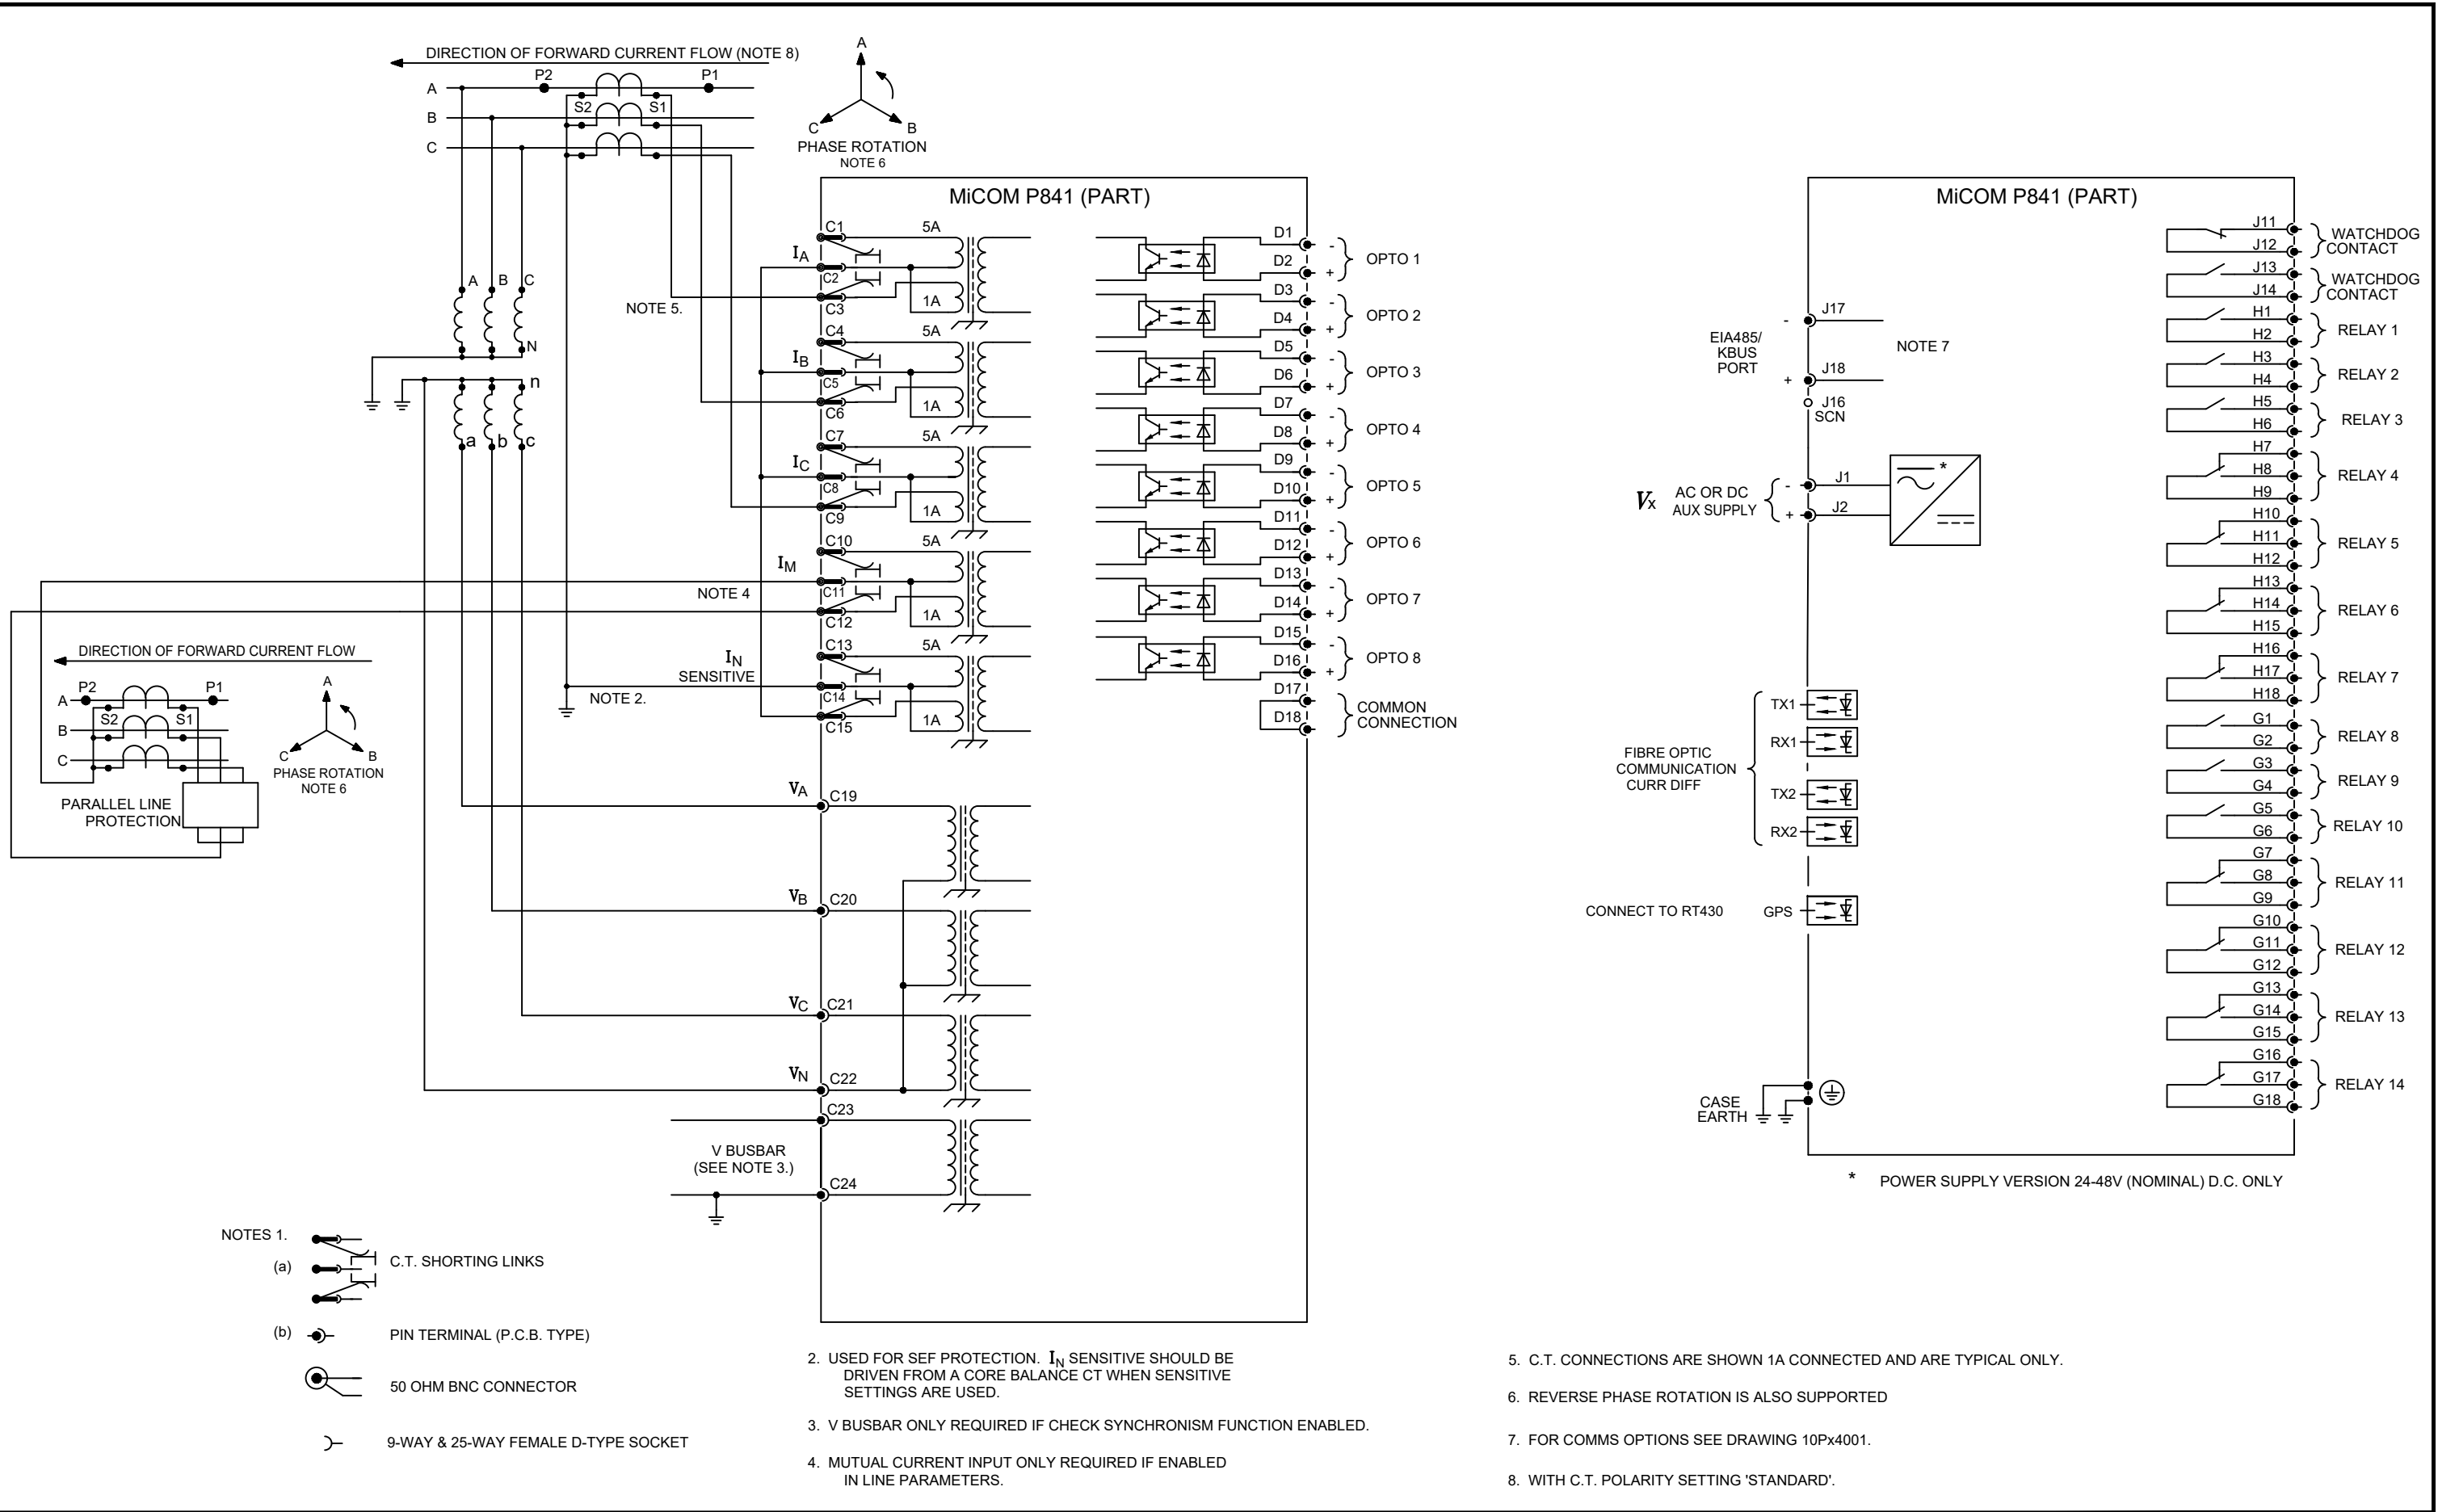 DIRECTION OF FORWARD CURRENT FLOW (NOTE 8)
A
P2
P1
S2
S1
B
C
A
C
B
PHASE ROTATION
NOTE 6
A
B
C
N
n
a
b
c
NOTE 5.
NOTE 4
NOTE 2.
DIRECTION OF FORWARD CURRENT FLOW
A
P2
P1
S2
S1
B
C
A
C
B
PHASE ROTATION
NOTE 6
PARALLEL LINE
PROTECTION
MiCOM P841 (PART)
C1
5A
IA
C2
C3
1A
C4
5A
IB
C5
C6
1A
C7
5A
IC
C8
C9
1A
C10
5A
IM
C11
C12
1A
C13
5A
IN
SENSITIVE
C14
C15
1A
VA
C19
VB
C20
VC
C21
VN
C22
C23
V BUSBAR
(SEE NOTE 3.)
C24
D1
-
D2
+
OPTO 1
D3
-
D4
+
OPTO 2
D5
-
D6
+
OPTO 3
D7
-
D8
+
OPTO 4
D9
-
D10
+
OPTO 5
D11
-
D12
+
OPTO 6
D13
-
D14
+
OPTO 7
D15
-
D16
+
OPTO 8
D17
D18
COMMON
CONNECTION
MiCOM P841 (PART)
- J17
EIA485/
KBUS
PORT
NOTE 7
+ J18
J16
SCN
Vx
AC OR DC
AUX SUPPLY
- J1
+ J2
*
TX1
RX1
FIBRE OPTIC
COMMUNICATION
CURR DIFF
TX2
RX2
CONNECT TO RT430
GPS
CASE
EARTH
J11
J12
WATCHDOG
CONTACT
J13
J14
WATCHDOG
CONTACT
H1
H2
RELAY 1
H3
H4
RELAY 2
H5
H6
RELAY 3
H7
H8
H9
RELAY 4
H10
H11
H12
RELAY 5
H13
H14
H15
RELAY 6
H16
H17
H18
RELAY 7
G1
G2
RELAY 8
G3
G4
RELAY 9
G5
G6
RELAY 10
G7
G8
G9
RELAY 11
G10
G11
G12
RELAY 12
G13
G14
G15
RELAY 13
G16
G17
G18
RELAY 14
* POWER SUPPLY VERSION 24-48V (NOMINAL) D.C. ONLY
NOTES 1.
(a)
C.T. SHORTING LINKS
(b)
PIN TERMINAL (P.C.B. TYPE)
50 OHM BNC CONNECTOR
9-WAY & 25-WAY FEMALE D-TYPE SOCKET
2. USED FOR SEF PROTECTION. IN SENSITIVE SHOULD BE
DRIVEN FROM A CORE BALANCE CT WHEN SENSITIVE
SETTINGS ARE USED.
3. V BUSBAR ONLY REQUIRED IF CHECK SYNCHRONISM FUNCTION ENABLED.
4. MUTUAL CURRENT INPUT ONLY REQUIRED IF ENABLED
IN LINE PARAMETERS.
5. C.T. CONNECTIONS ARE SHOWN 1A CONNECTED AND ARE TYPICAL ONLY.
6. REVERSE PHASE ROTATION IS ALSO SUPPORTED
7. FOR COMMS OPTIONS SEE DRAWING 10Px4001.
8. WITH C.T. POLARITY SETTING 'STANDARD'.